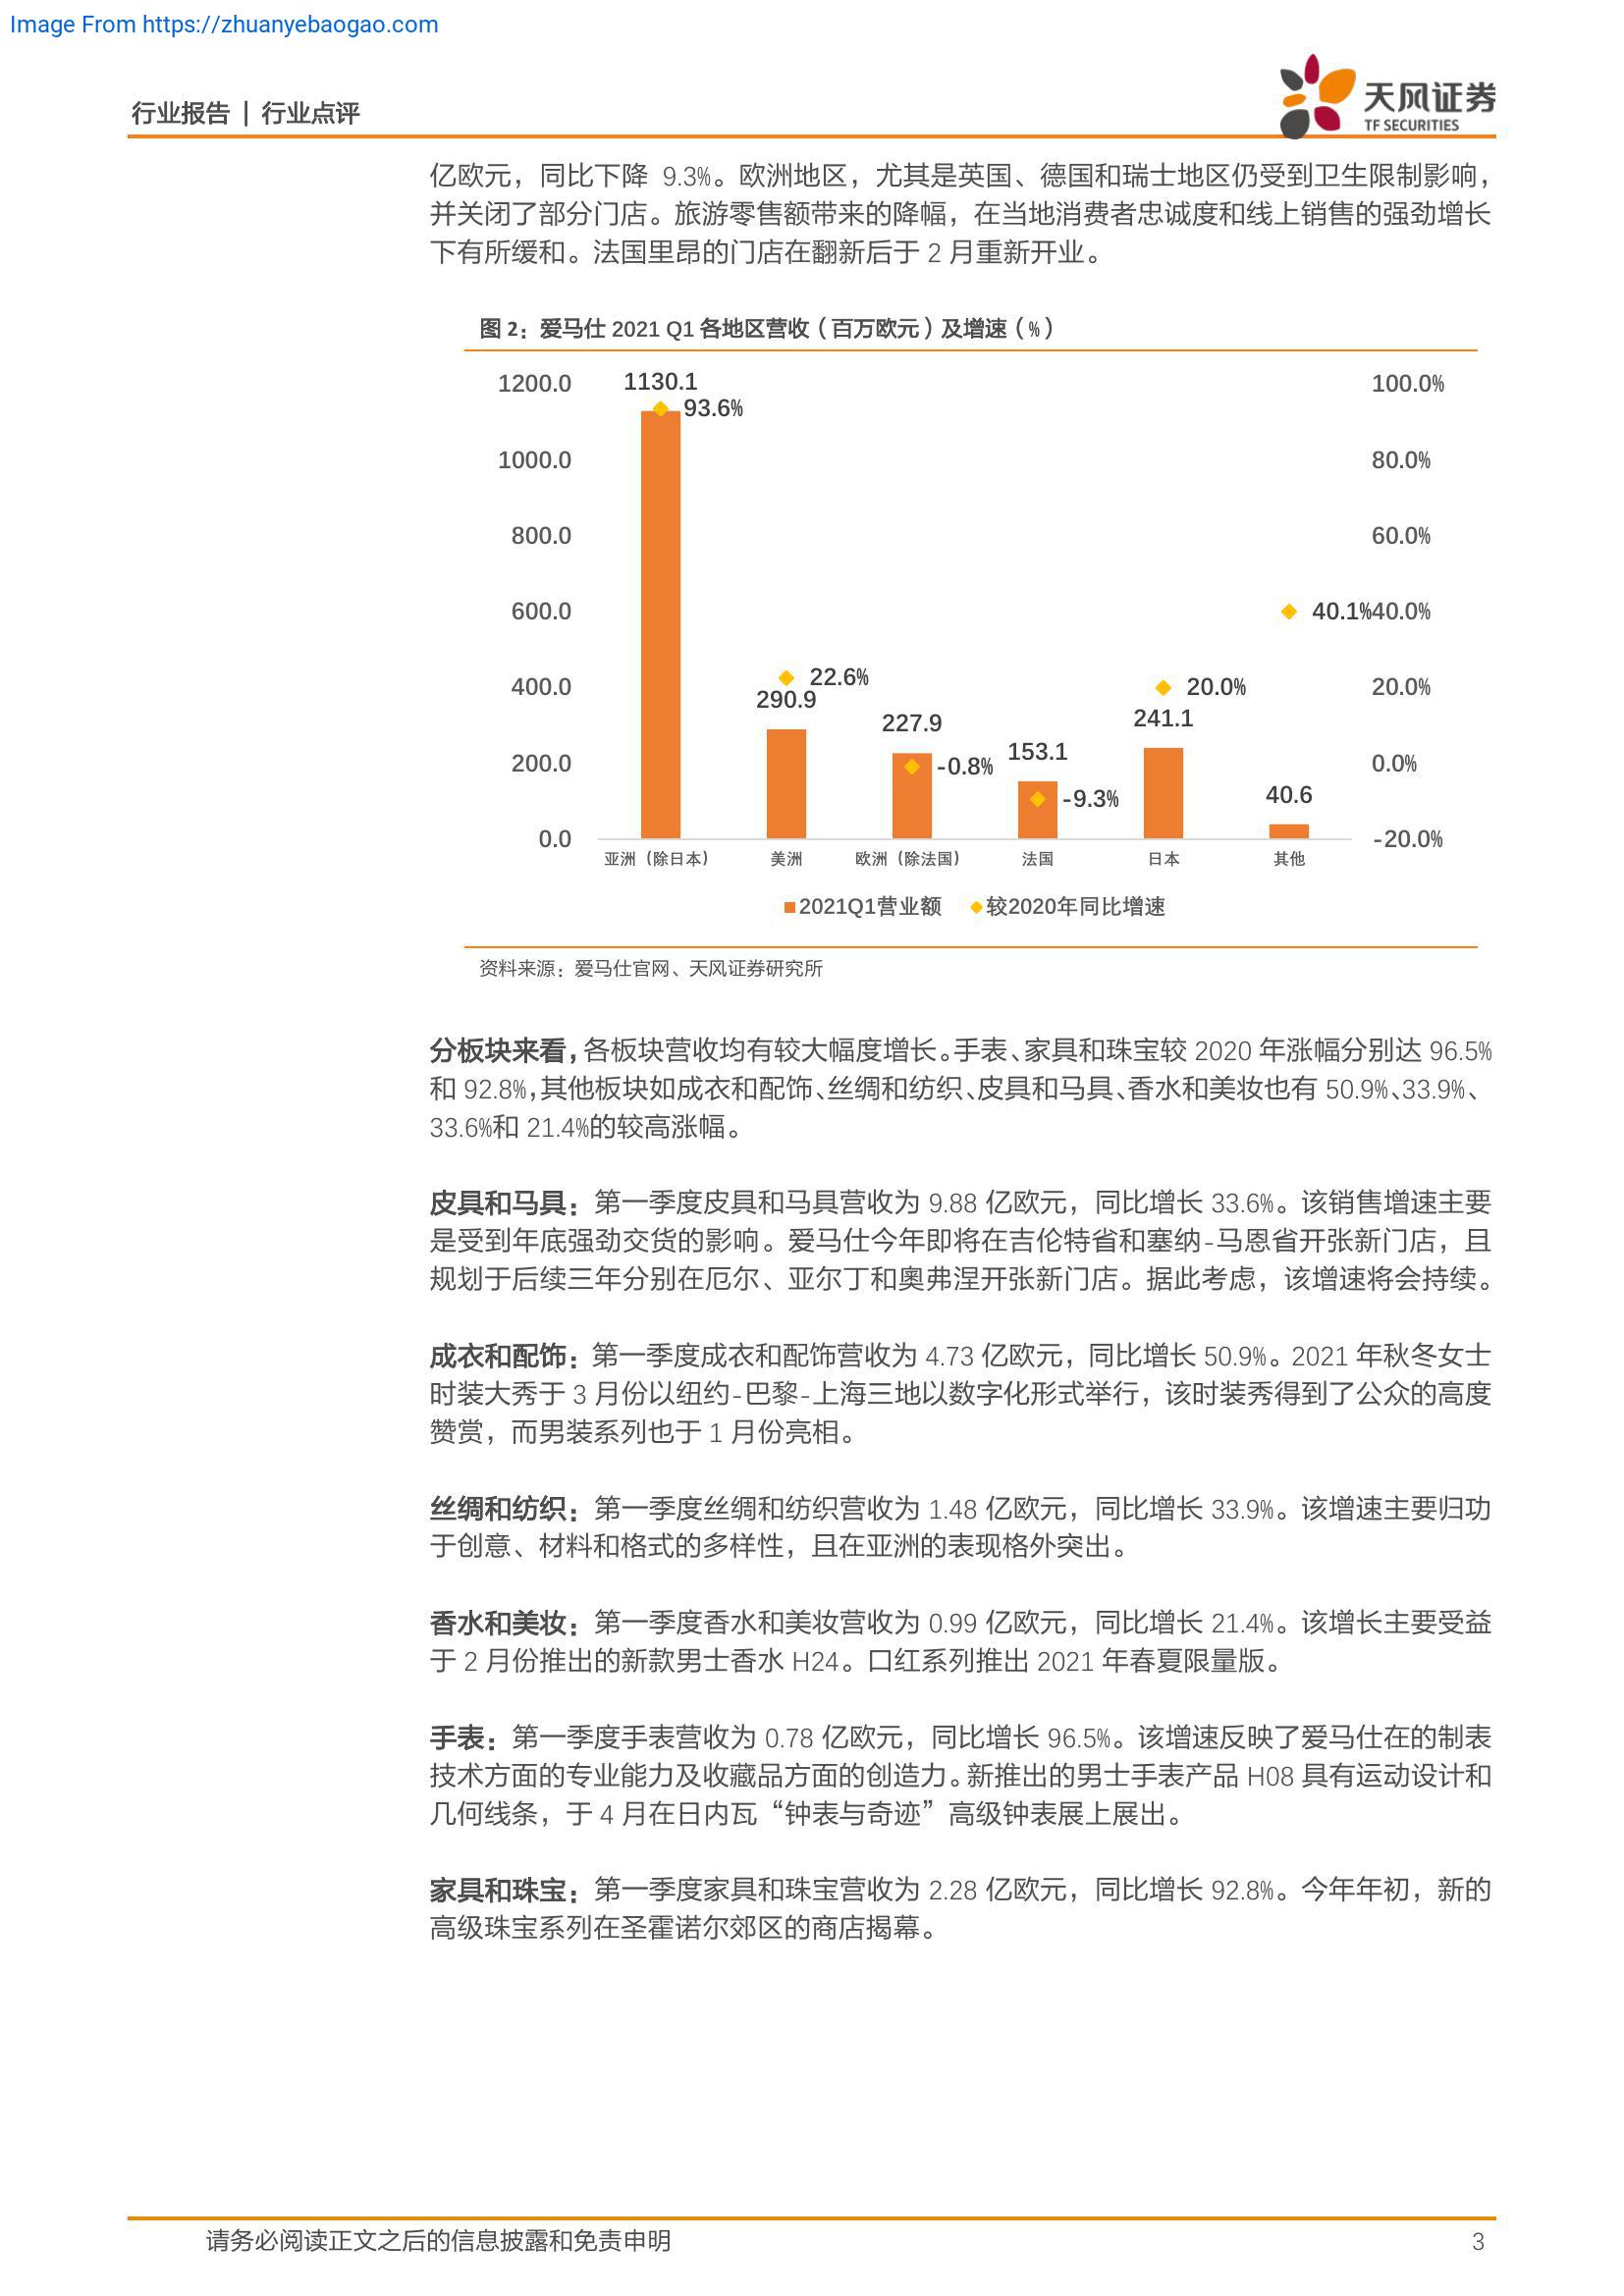 Image From https://zhuanyebaogao.com
行业报告 | 行业点评
天风证券
TF SECURITIES
亿欧元，同比下降 9.3%。欧洲地区，尤其是英国、德国和瑞士地区仍受到卫生限制影响，
并关闭了部分门店。旅游零售额带来的降幅，在当地消费者忠诚度和线上销售的强劲增长
下有所缓和。法国里昂的门店在翻新后于 2 月重新开业。
图 2：爱马仕 2021 Q1 各地区营收（百万欧元）及增速（%）
1200.0
1000.0
800.0
600.0
400.0
200.0
0.0
1130.1
93.6%
22.6%
290.9
227.9
-0.8%
153.1
-9.3%
20.0%
241.1
40.1%
40.6
100.0%
80.0%
60.0%
40.0%
20.0%
0.0%
-20.0%
亚洲（除日本） 美洲 欧洲（除法国） 法国 日本 其他
2021Q1营业额 较2020年同比增速
资料来源：爱马仕官网、天风证券研究所
分板块来看，各板块营收均有较大幅度增长。手表、家具和珠宝较 2020 年涨幅分别达 96.5%
和 92.8%，其他板块如成衣和配饰、丝绸和纺织、皮具和马具、香水和美妆也有 50.9%、33.9%、
33.6%和 21.4%的较高涨幅。
皮具和马具：第一季度皮具和马具营收为 9.88 亿欧元，同比增长 33.6%。该销售增速主要
是受到年底强劲交货的影响。爱马仕今年即将在吉伦特省和塞纳-马恩省开张新门店，且
规划于后续三年分别在厄尔、亚尔丁和奥弗涅开张新门店。据此考虑，该增速将会持续。
成衣和配饰：第一季度成衣和配饰营收为 4.73 亿欧元，同比增长 50.9%。2021 年秋冬女士
时装大秀于 3 月份以纽约-巴黎-上海三地以数字化形式举行，该时装秀得到了公众的高度
赞赏，而男装系列也于 1 月份亮相。
丝绸和纺织：第一季度丝绸和纺织营收为 1.48 亿欧元，同比增长 33.9%。该增速主要归功
于创意、材料和格式的多样性，且在亚洲的表现格外突出。
香水和美妆：第一季度香水和美妆营收为 0.99 亿欧元，同比增长 21.4%。该增长主要受益
于 2 月份推出的新款男士香水 H24。口红系列推出 2021 年春夏限量版。
手表：第一季度手表营收为 0.78 亿欧元，同比增长 96.5%。该增速反映了爱马仕在的制表
技术方面的专业能力及收藏品方面的创造力。新推出的男士手表产品 H08 具有运动设计和
几何线条，于 4 月在日内瓦“钟表与奇迹”高级钟表展上展出。
家具和珠宝：第一季度家具和珠宝营收为 2.28 亿欧元，同比增长 92.8%。今年年初，新的
高级珠宝系列在圣霍诺尔郊区的商店揭幕。
请务必阅读正文之后的信息披露和免责申明
3